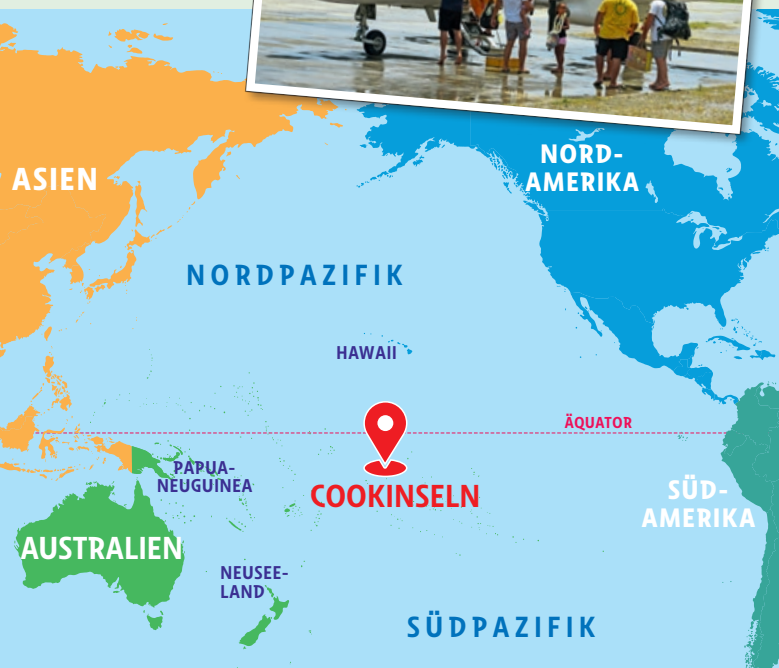 ASIEN
NORD-
AMERIKA
NORDPAZIFIK
HAWAII
ÄQUATOR
PAPUA-
NEUGUINEA
COOKINSELN
SÜD-
AMERIKA
AUSTRALIEN
NEUSEE-
LAND
SÜDPAZIFIK